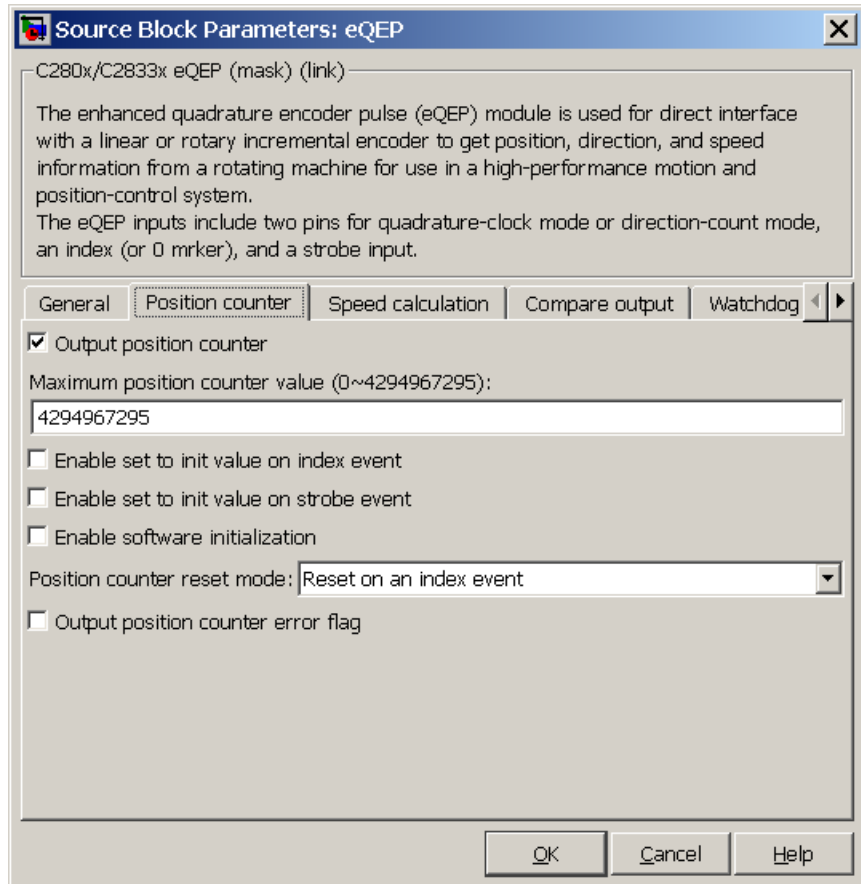 Source Block Parameters: eQEP
C280x/C2833x eQEP (mask) (link)
The enhanced quadrature encoder pulse (eQEP) module is used for direct interface
with a linear or rotary incremental encoder to get position, direction, and speed
information from a rotating machine for use in a high-performance motion and
position-control system.
The eQEP inputs include two pins for quadrature-clock mode or direction-count mode,
an index (or 0 mrker), and a strobe input.
General Position counter Speed calculation Compare output Watchdog
Output position counter
Maximum position counter value (0~4294967295):
4294967295
Enable set to init value on index event
Enable set to init value on strobe event
Enable software initialization
Position counter reset mode: Reset on an index event
Output position counter error flag
OK Cancel Help